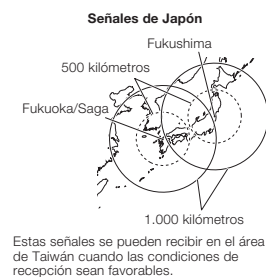 Señales de Japón
Fukushima
500 kilómetros
Fukuoka/Saga
1.000 kilómetros
Estas señales se pueden recibir en el área
de Taiwán cuando las condiciones de
recepción sean favorables.